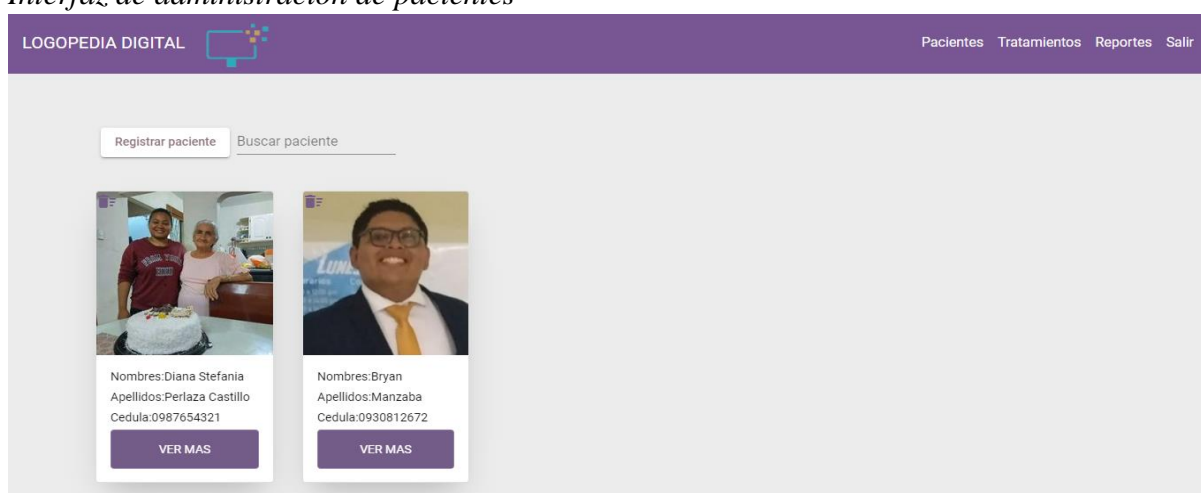 Interfaz de administración de pacientes
LOGOPEDIA DIGITAL
Pacientes Tratamientos Reportes Salir
Registrar paciente
Buscar paciente
LUNE
Nombres:Diana Stefania
Apellidos:Perlaza Castillo
Cedula:0987654321
VER MAS
Nombres:Bryan
Apellidos:Manzaba
Cedula:0930812672
VER MAS